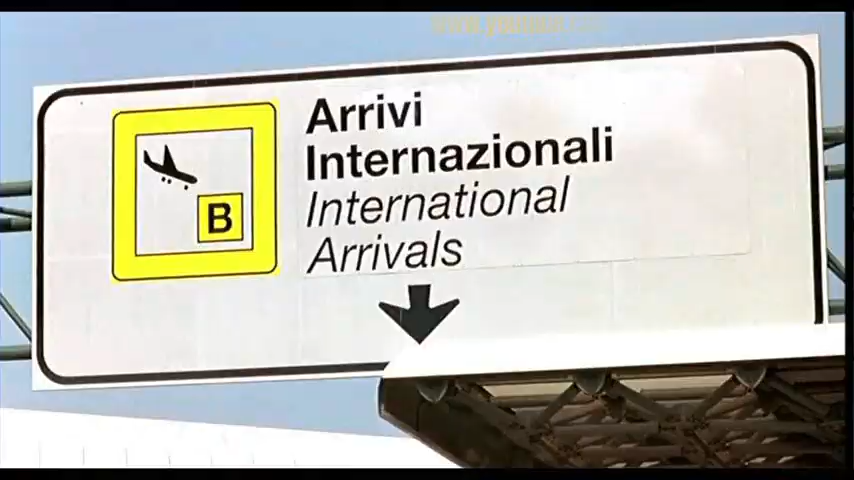 Arrivi
Internazionali
International
Arrivals
B